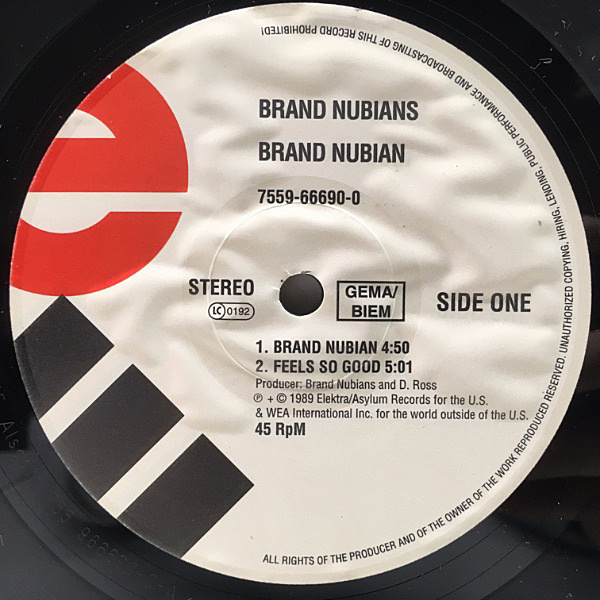 BRAND NUBIANS
BRAND NUBIAN
7559-66690-0
STEREO
LC 0192
GEMA/
BIEM
SIDE ONE
1. BRAND NUBIAN 4:50
2. FEELS SO GOOD 5:01
Producer: Brand Nubians and D. Ross
℗ + © 1989 Elektra/Asylum Records for the U.S.
& WEA International Inc. for the world outside of the U.S.
45 RpM
ALL RIGHTS OF THE PRODUCER AND OF THE OWNER OF THE WORK REPRODUCED RESERVED. UNAUTHORIZED COPYING, HIRING, LENDING, PUBLIC PERFORMANCE AND BROADCASTING OF THIS RECORD PROHIBITED!